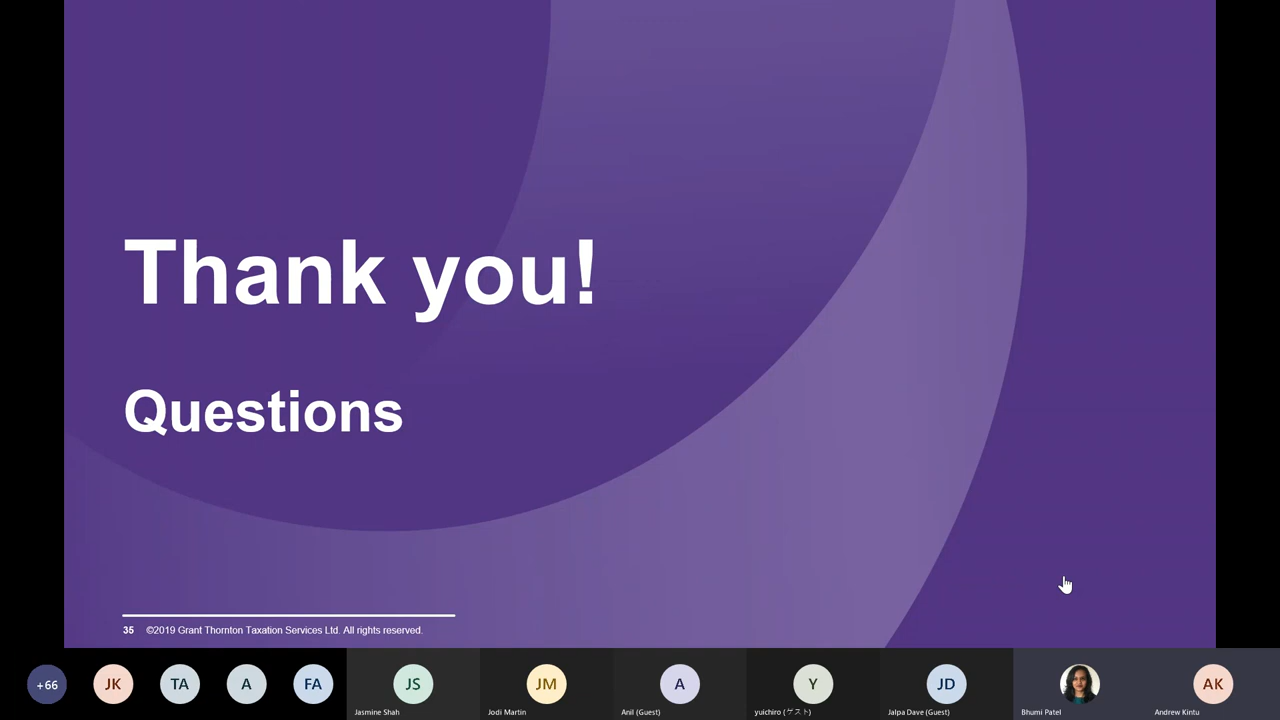 Thank you!
Questions
35 ©2019 Grant Thornton Taxation Services Ltd. All rights reserved.
+66 JK TA A FA JS JM A Y JD AK
Jasmine Shah Jodi Martin Anil (Guest) yuichiro (ゲスト) Jalpa Dave (Guest) Bhumi Patel Andrew Kintu